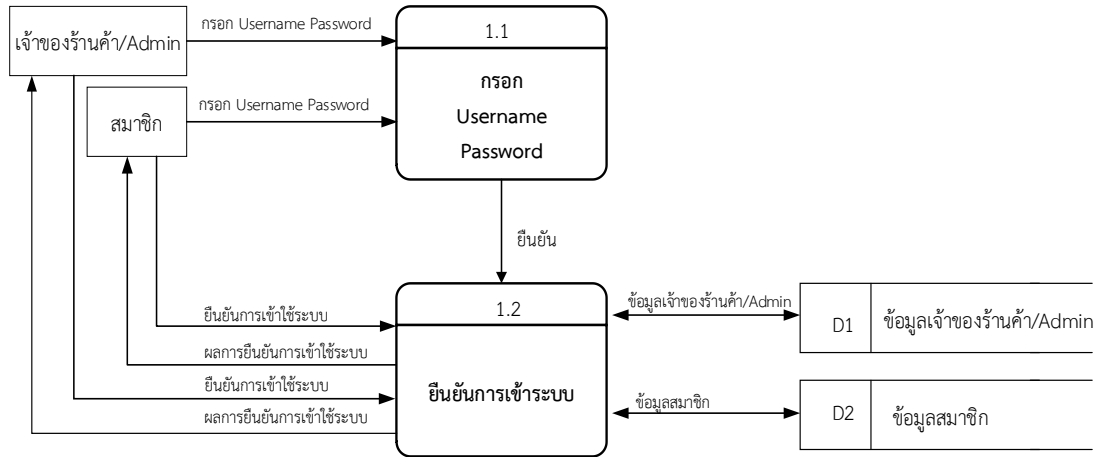 กรอก Username Password
เจ้าของร้านค้า/Admin
1.1
กรอก
Username
Password
กรอก Username Password
สมาชิก
ยืนยัน
1.2
ยืนยันการเข้าระบบ
ยืนยันการเข้าใช้ระบบ
ผลการยืนยันการเข้าใช้ระบบ
ยืนยันการเข้าใช้ระบบ
ผลการยืนยันการเข้าใช้ระบบ
ข้อมูลเจ้าของร้านค้า/Admin
D1
ข้อมูลเจ้าของร้านค้า/Admin
ข้อมูลสมาชิก
D2
ข้อมูลสมาชิก